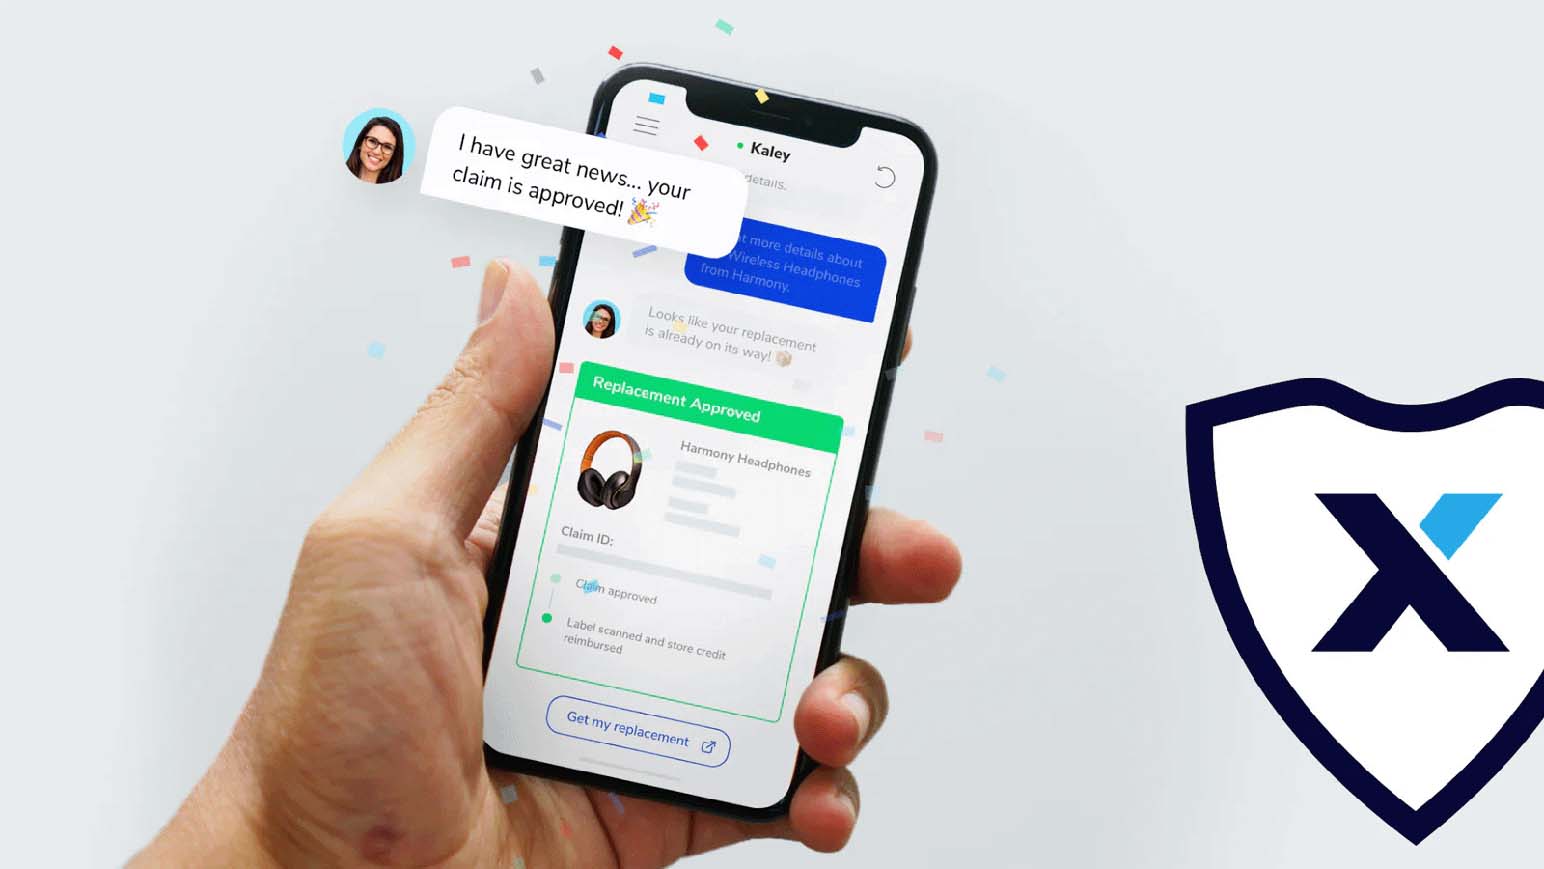 I have great news... your
claim is approved! 🎉
Kaley
details.
more details about
Wireless Headphones
from Harmony.
Looks like your replacement
is already on its way! 📦
Replacement Approved
Harmony Headphones
Claim ID:
Claim approved
Label scanned and store credit
reimbursed
Get my replacement
X